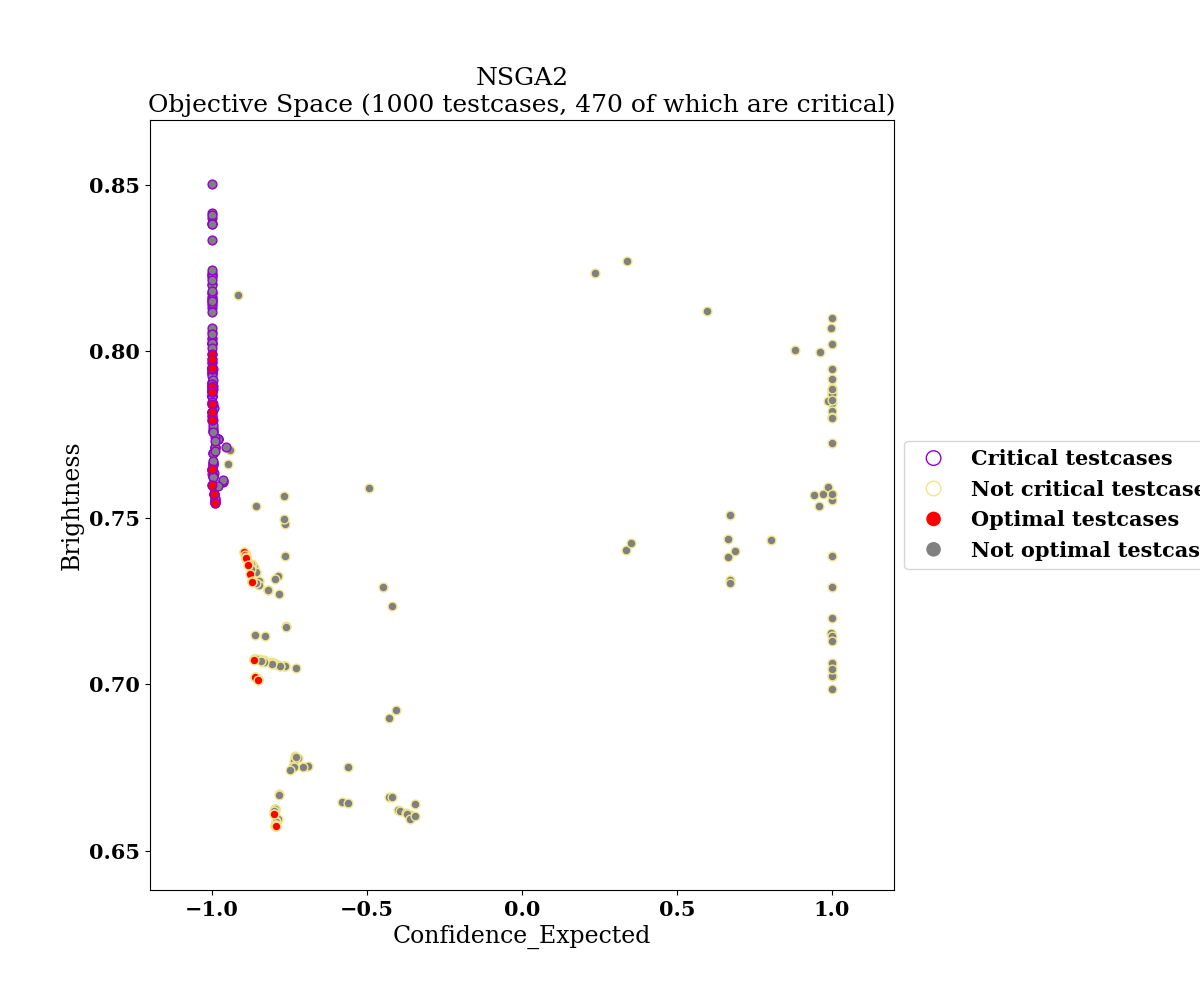 NSGA2
Objective Space (1000 testcases, 470 of which are critical)
0.85
0.80
0.75
0.70
0.65
Brightness
−1.0
−0.5
0.0
0.5
1.0
Confidence_Expected
Critical testcases
Not critical testcase
Optimal testcases
Not optimal testcas